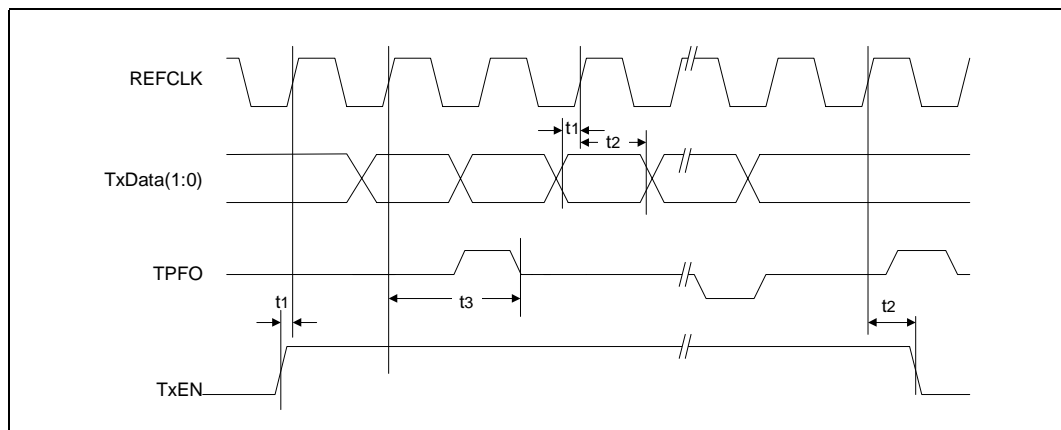 REFCLK
t1
t2
TxData(1:0)
TPFO
t1
t3
t2
TxEN